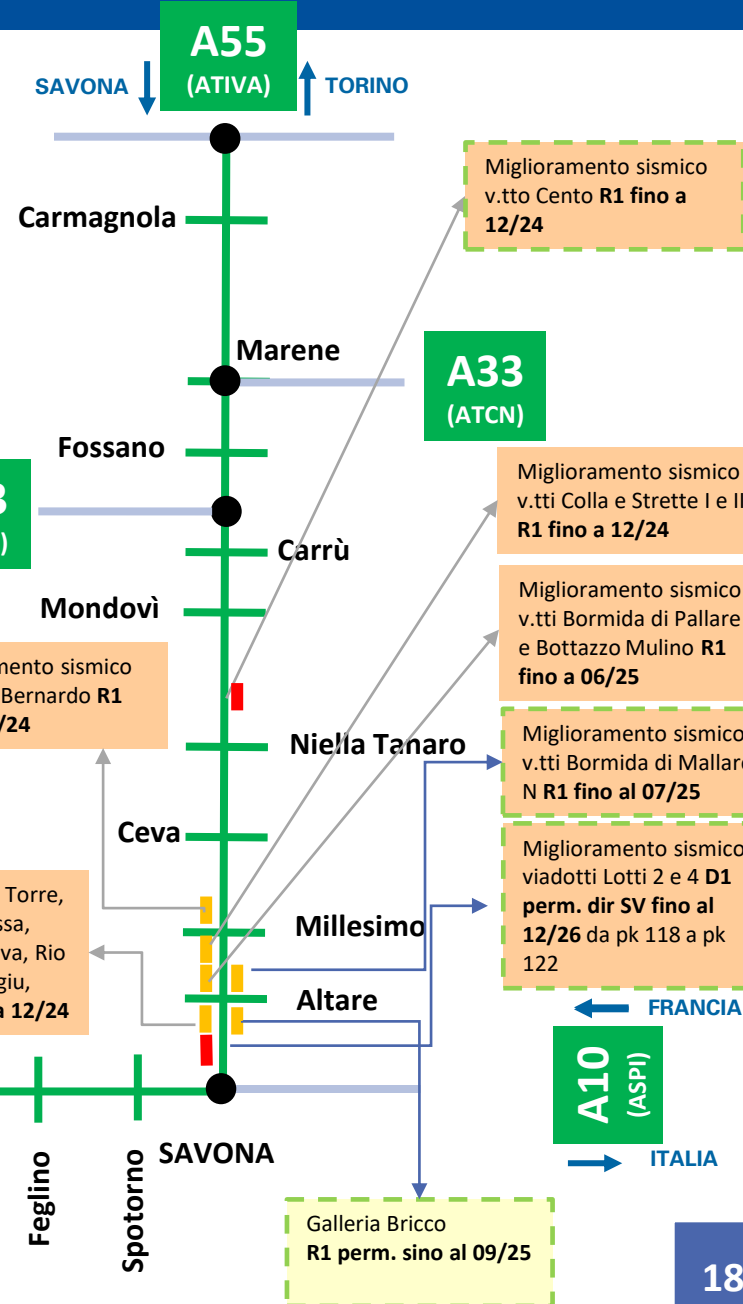 A55
(ATIVA)
SAVONA
TORINO
Miglioramento sismico
v.tto Cento R1 fino a
12/24
Carmagnola
Marene
A33
(ATCN)
Fossano
3
)
Miglioramento sismico
v.tti Colla e Strette I e II
R1 fino a 12/24
Carrù
Mondovì
Miglioramento sismico
v.tti Bormida di Pallare
e Bottazzo Mulino R1
fino a 06/25
mento sismico
Bernardo R1
/24
Niella Tanaro
Miglioramento sismico
v.tti Bormida di Mallare
N R1 fino al 07/25
Ceva
Miglioramento sismico
viadotti Lotti 2 e 4 D1
perm. dir SV fino al
12/26 da pk 118 a pk
122
Torre,
ssa,
va, Rio
giu,
a 12/24
Millesimo
Altare
FRANCIA
A10
(ASPI)
ITALIA
SAVONA
Feglino
Spotorno
Galleria Bricco
R1 perm. sino al 09/25
18